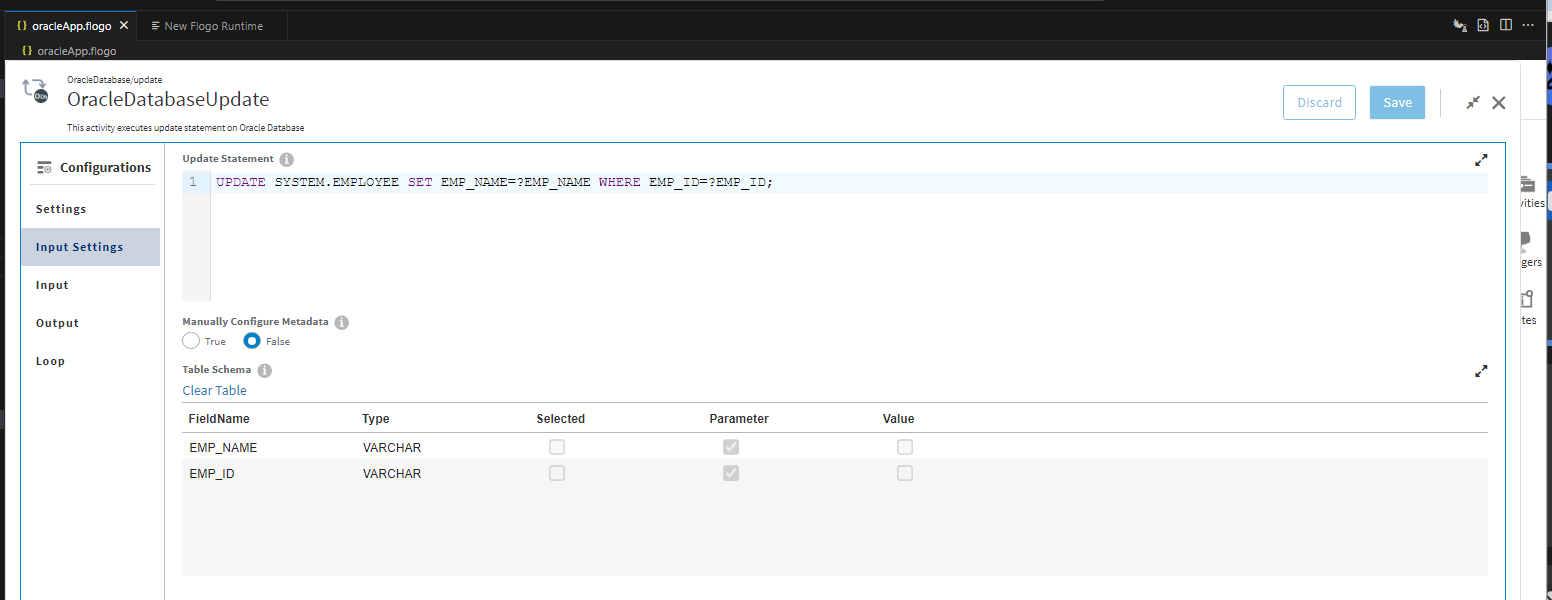 {} oracleApp.flogo × New Flogo Runtime
{} oracleApp.flogo
OracleDatabase/update
OracleDatabaseUpdate
This activity executes update statement on Oracle Database
Discard Save
Configurations
Settings
Input Settings
Input
Output
Loop
Update Statement
1 UPDATE SYSTEM.EMPLOYEE SET EMP_NAME=?EMP_NAME WHERE EMP_ID=?EMP_ID;
Manually Configure Metadata
True False
Table Schema
Clear Table
FieldName Type Selected Parameter Value
EMP_NAME VARCHAR
EMP_ID VARCHAR
vities
gers
tes